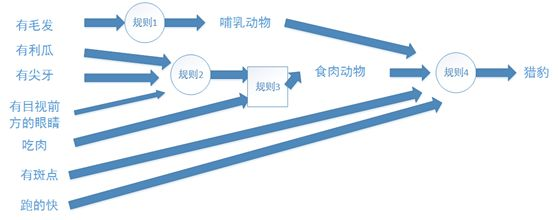 有毛发
规则1
哺乳动物
有利瓜
有尖牙
规则2
规则3
食肉动物
规则4
猎豹
有目视前
方的眼睛
吃肉
有斑点
跑的快